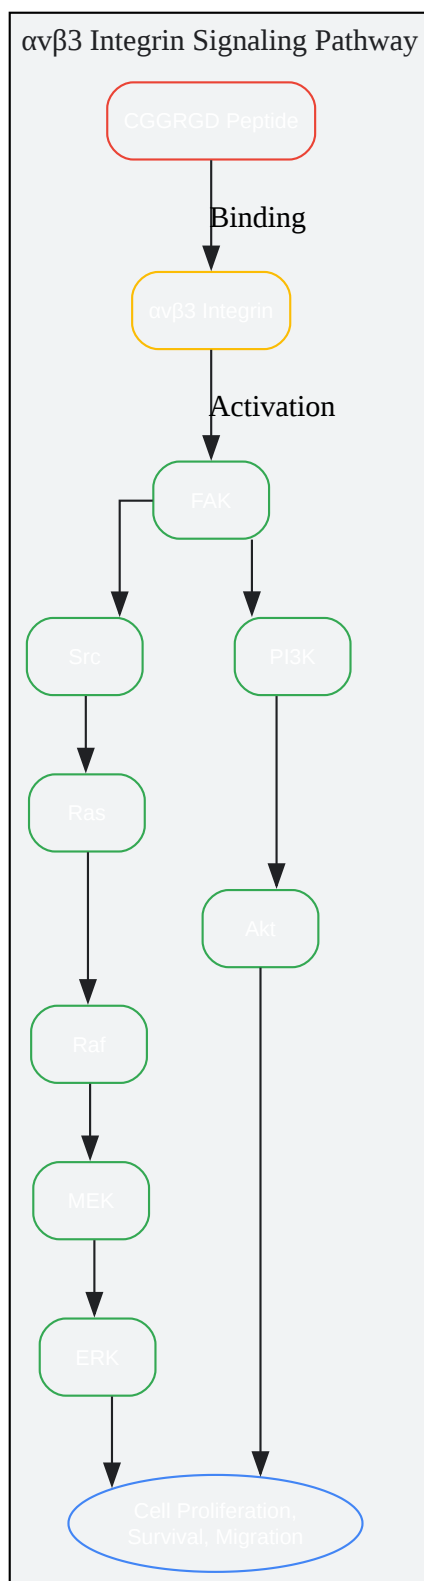 αvβ3 Integrin Signaling Pathway
CGGRGD Peptide
Binding
αvβ3 Integrin
Activation
FAK
Src
PI3K
Ras
Akt
Raf
MEK
ERK
Cell Proliferation,
Survival, Migration